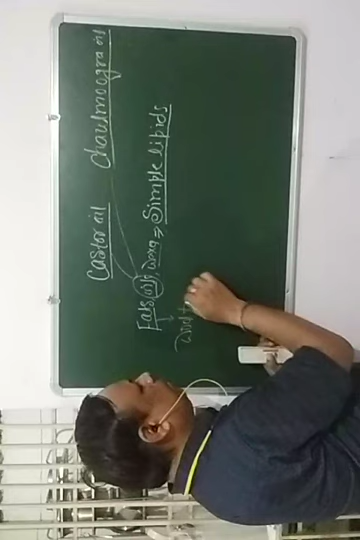 Castor oil Chaulmoogra oil
Fats, oil, wax ⇒ Simple lipids